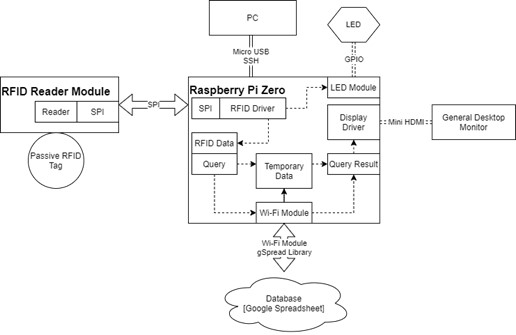 PC
LED
Micro USB
SSH
GPIO
RFID Reader Module
Reader
SPI
SPI
Raspberry Pi Zero
LED Module
SPI
RFID Driver
Display
Driver
Mini HDMI
General Desktop
Monitor
RFID Data
Query
Temporary
Data
Query Result
Passive RFID
Tag
Wi-Fi Module
Wi-Fi Module
gSpread Library
Database
[Google Spreadsheet]